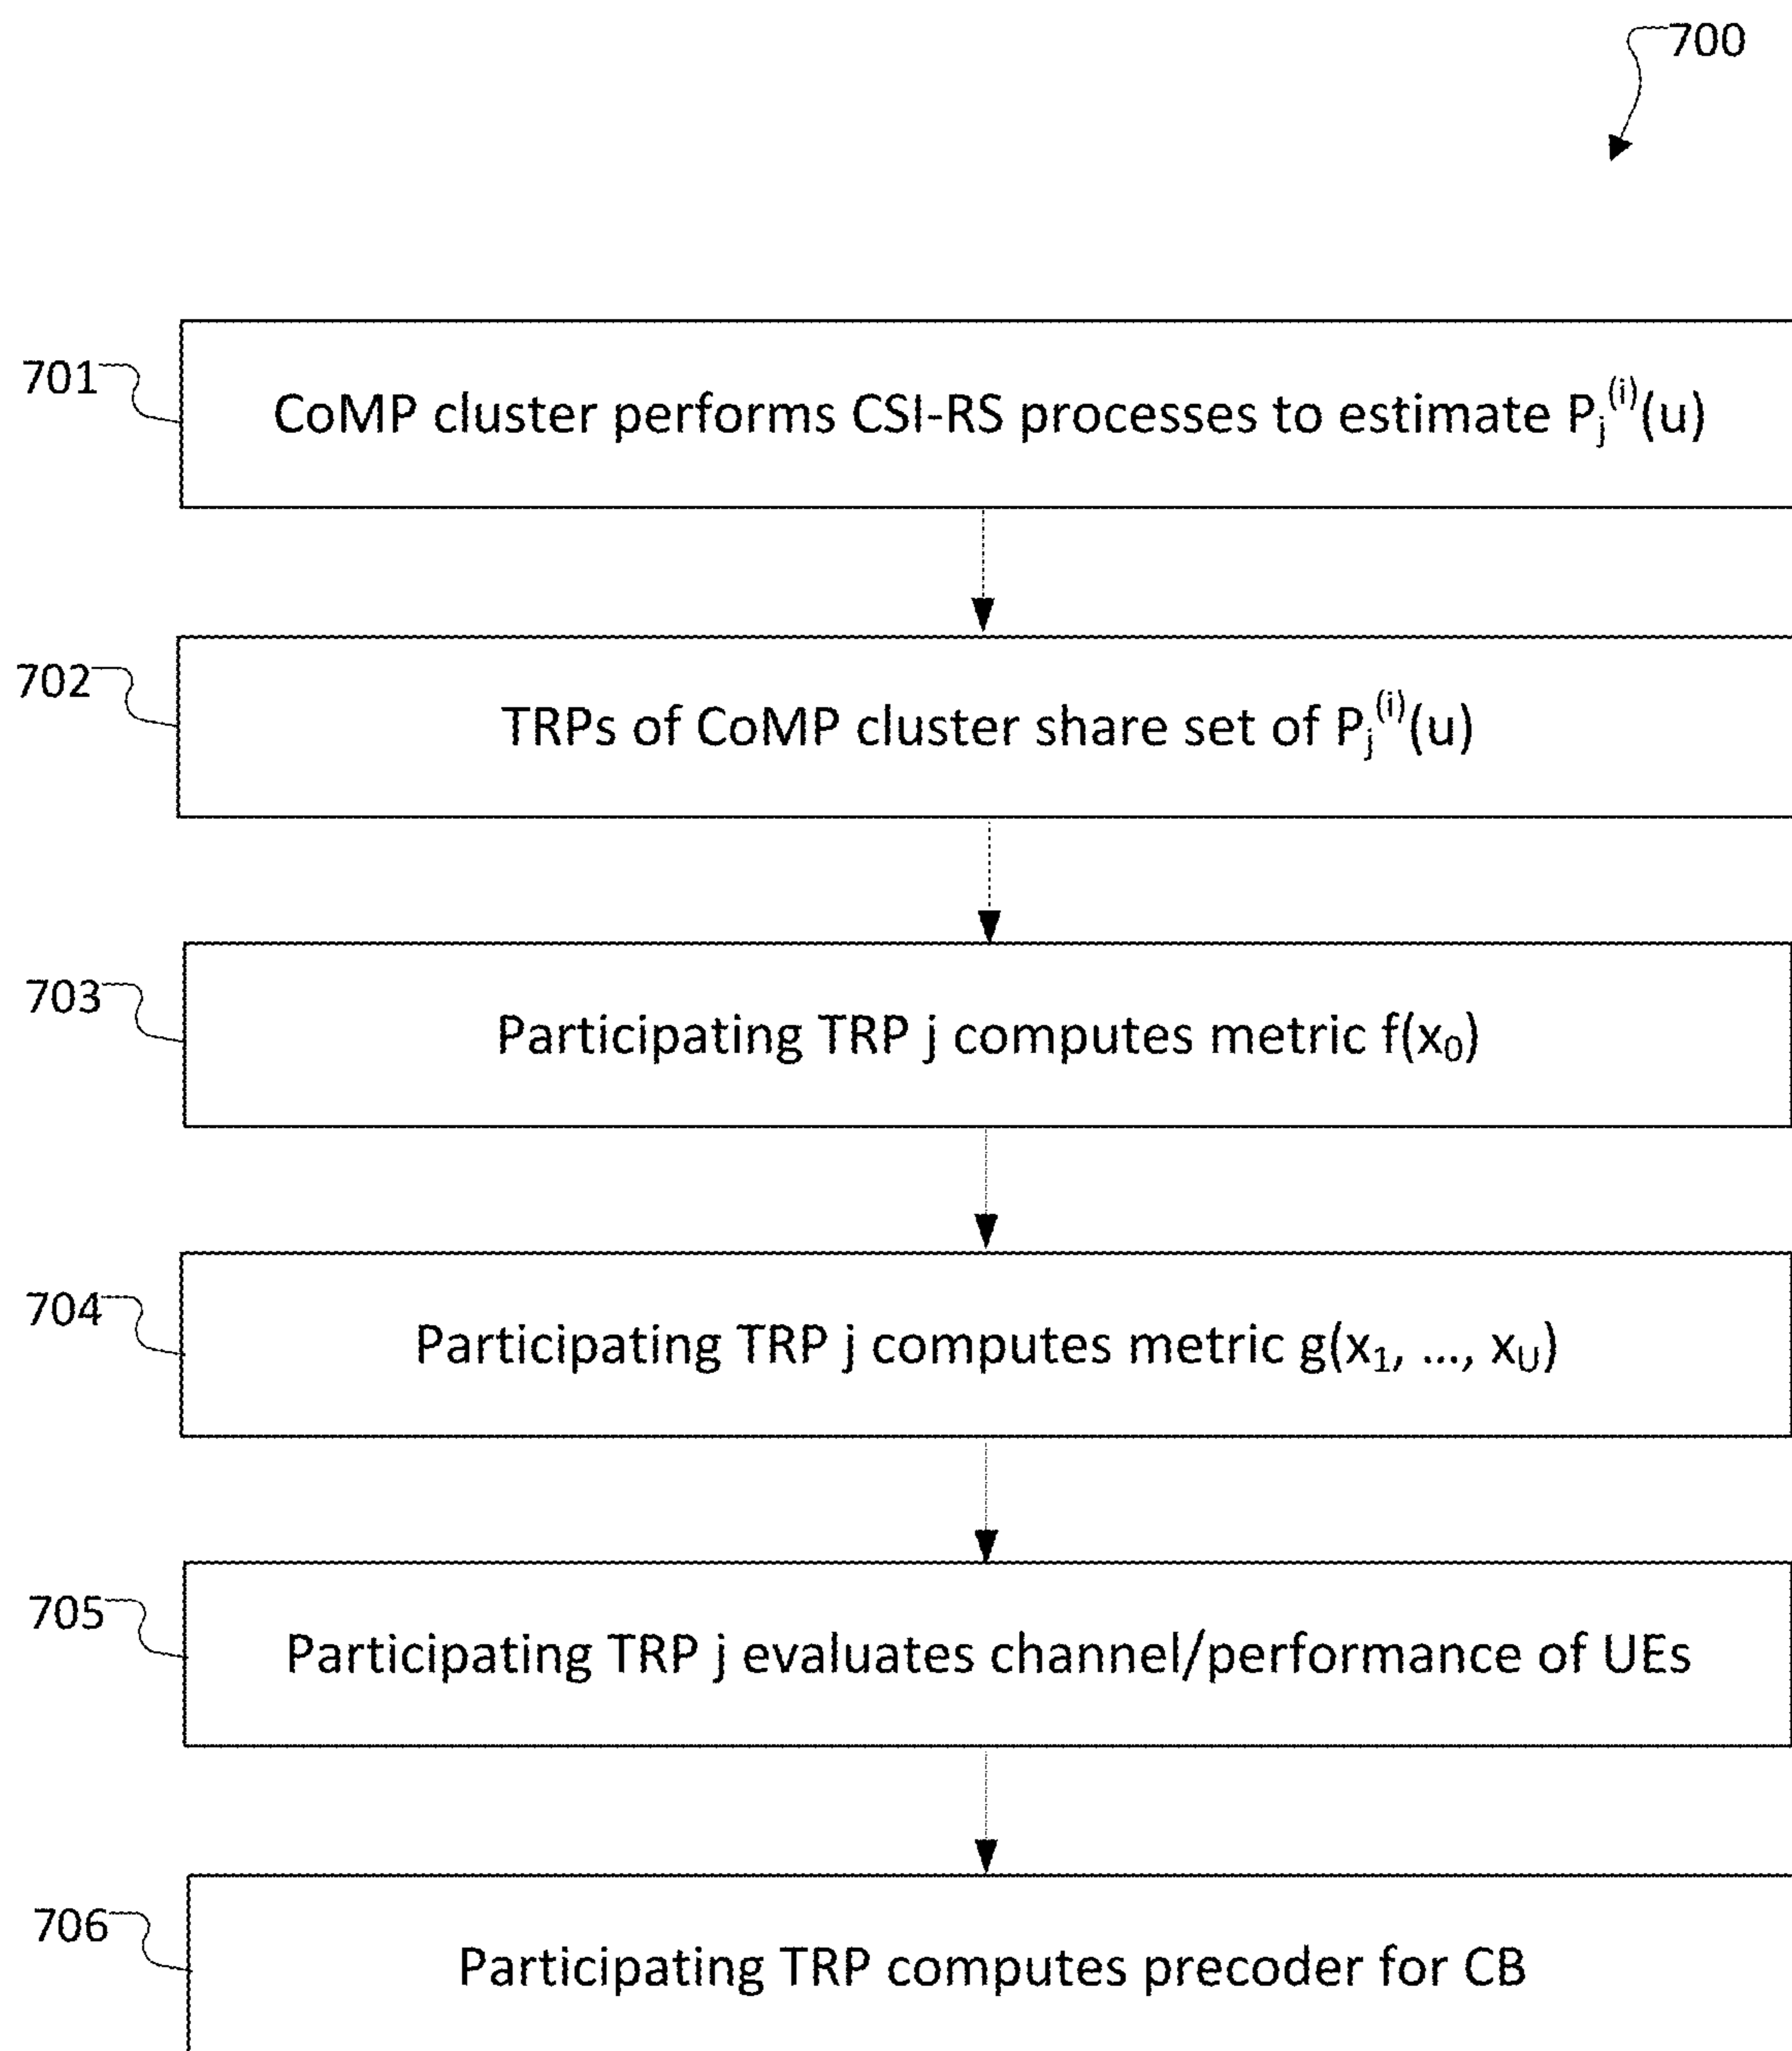 700
701
CoMP cluster performs CSI-RS processes to estimate Pⱼ⁽ⁱ⁾(u)
702
TRPs of CoMP cluster share set of Pⱼ⁽ⁱ⁾(u)
703
Participating TRP j computes metric f(x₀)
704
Participating TRP j computes metric g(x₁, ..., x_U)
705
Participating TRP j evaluates channel/performance of UEs
706
Participating TRP computes precoder for CB